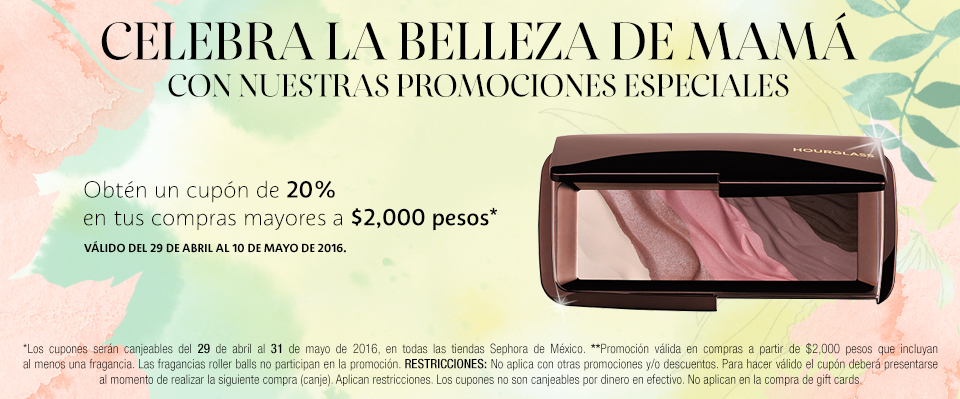 CELEBRA LA BELLEZA DE MAMÁ
CON NUESTRAS PROMOCIONES ESPECIALES
HOURGLASS
Obtén un cupón de 20%
en tus compras mayores a $2,000 pesos*
VÁLIDO DEL 29 DE ABRIL AL 10 DE MAYO DE 2016.
*Los cupones serán canjeables del 29 de abril al 31 de mayo de 2016, en todas las tiendas Sephora de México. **Promoción válida en compras a partir de $2,000 pesos que incluyan
al menos una fragancia. Las fragancias roller balls no participan en la promoción. RESTRICCIONES: No aplica con otras promociones y/o descuentos. Para hacer válido el cupón deberá presentarse
al momento de realizar la siguiente compra (canje). Aplican restricciones. Los cupones no son canjeables por dinero en efectivo. No aplican en la compra de gift cards.